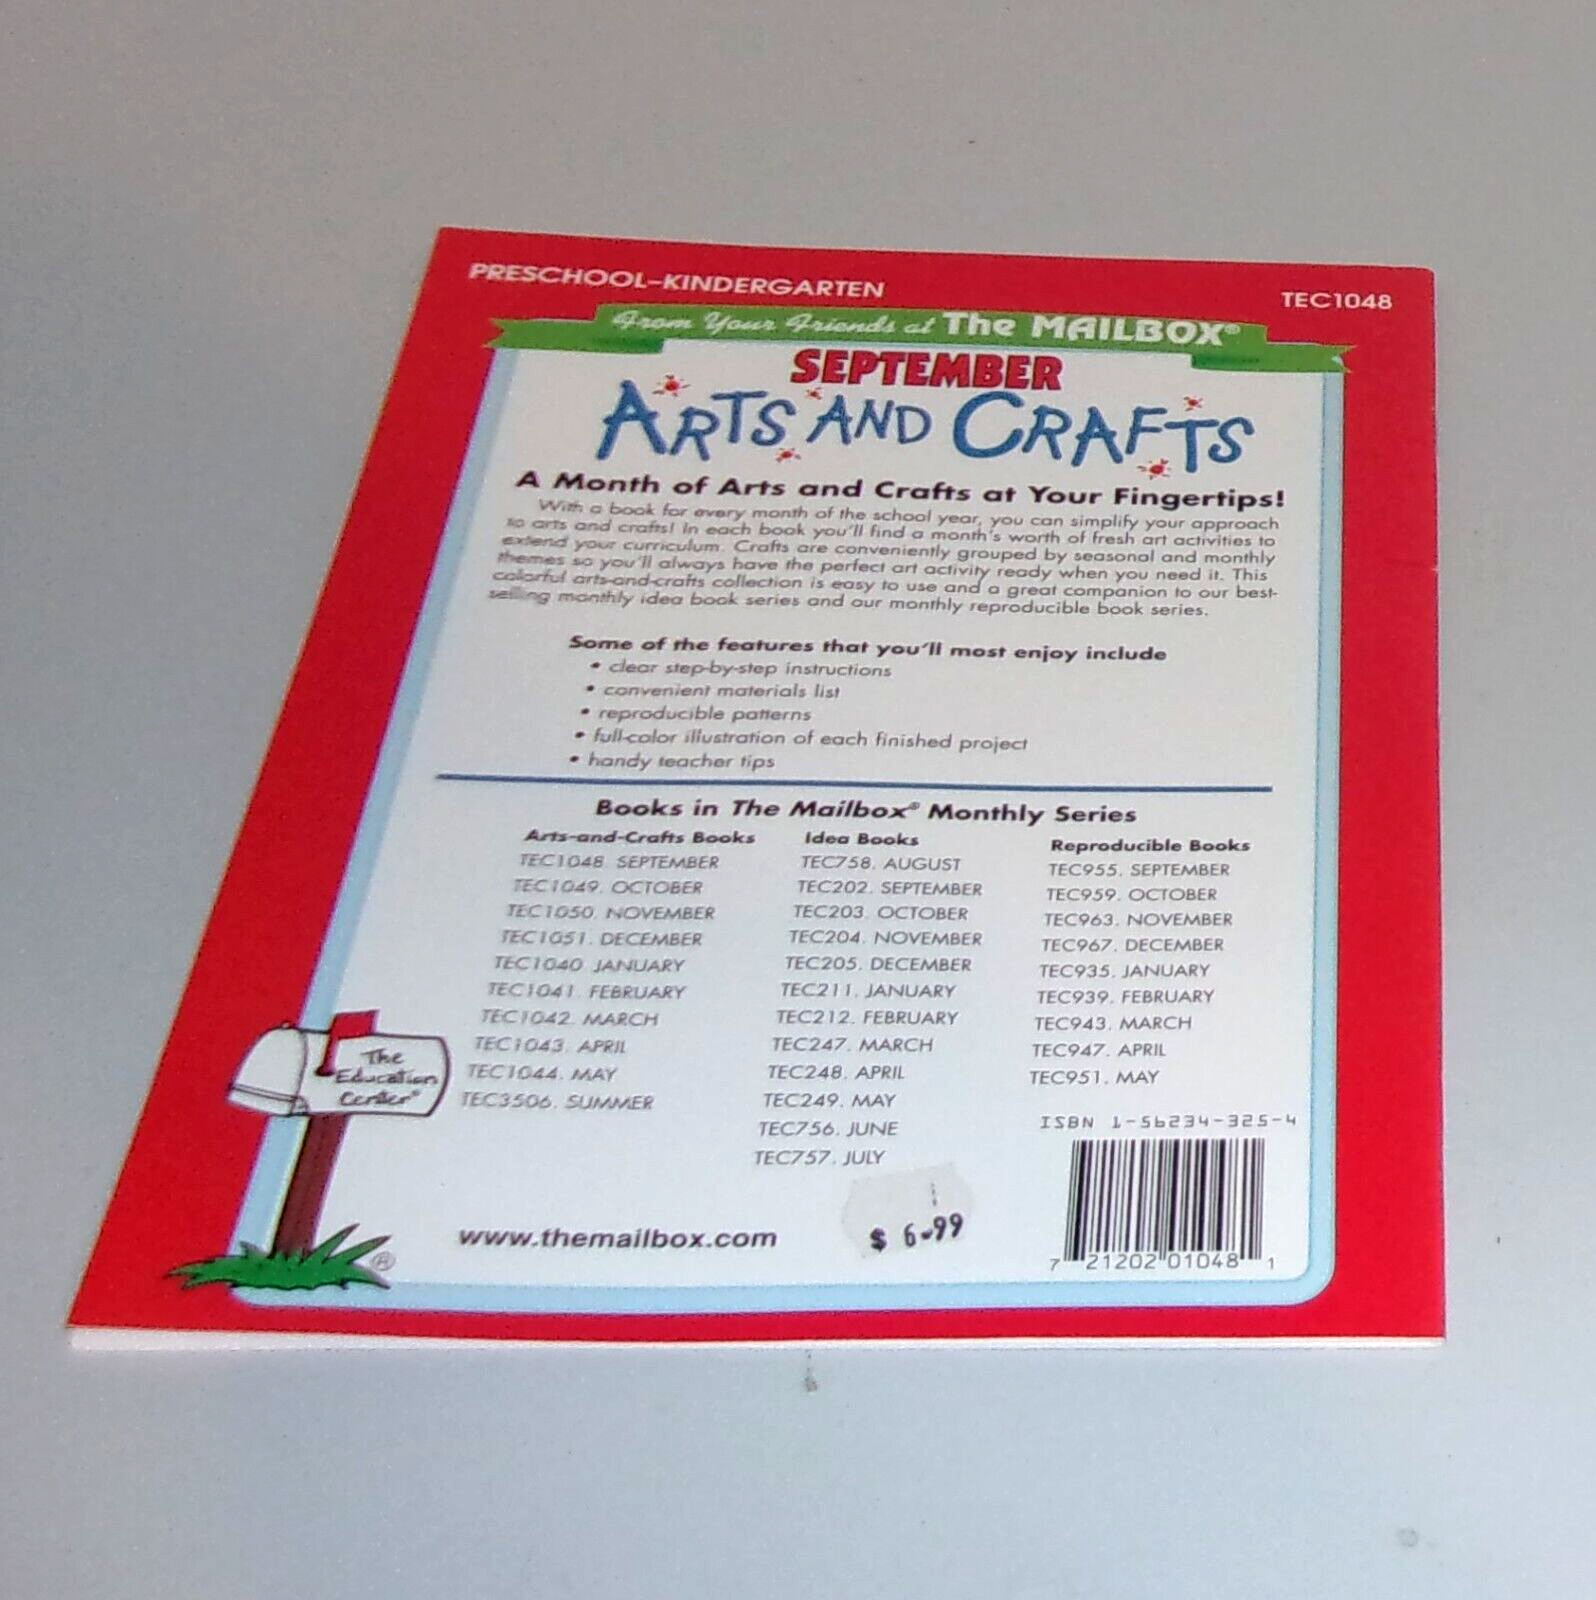 PRESCHOOL–KINDERGARTEN
TEC1048
From Your Friends at The MAILBOX®
SEPTEMBER
ARTS AND CRAFTS
A Month of Arts and Crafts at Your Fingertips!
With a book for every month of the school year, you can simplify your approach
to arts and crafts! In each book you'll find a month's worth of fresh art activities to
extend your curriculum. Crafts are conveniently grouped by seasonal and monthly
themes so you'll always have the perfect art activity ready when you need it. This
colorful arts-and-crafts collection is easy to use and a great companion to our best-
selling monthly idea book series and our monthly reproducible book series.
Some of the features that you'll most enjoy include
• clear step-by-step instructions
• convenient materials list
• reproducible patterns
• full-color illustration of each finished project
• handy teacher tips
Books in The Mailbox® Monthly Series
Arts-and-Crafts Books
TEC1048. SEPTEMBER
TEC1049. OCTOBER
TEC1050. NOVEMBER
TEC1051. DECEMBER
TEC1040. JANUARY
TEC1041. FEBRUARY
TEC1042. MARCH
TEC1043. APRIL
TEC1044. MAY
TEC3506. SUMMER
Idea Books
TEC758. AUGUST
TEC202. SEPTEMBER
TEC203. OCTOBER
TEC204. NOVEMBER
TEC205. DECEMBER
TEC211. JANUARY
TEC212. FEBRUARY
TEC247. MARCH
TEC248. APRIL
TEC249. MAY
TEC756. JUNE
TEC757. JULY
Reproducible Books
TEC955. SEPTEMBER
TEC959. OCTOBER
TEC963. NOVEMBER
TEC967. DECEMBER
TEC935. JANUARY
TEC939. FEBRUARY
TEC943. MARCH
TEC947. APRIL
TEC951. MAY
The
Education
Center®
®
www.themailbox.com
$ 6.99
ISBN 1-56234-325-4
7 21202 01048 1